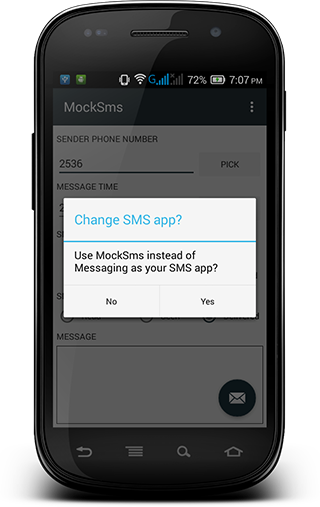 G 72% 7:07 PM
MockSms
SENDER PHONE NUMBER
2536 PICK
MESSAGE TIME
Change SMS app?
Use MockSms instead of
Messaging as your SMS app?
No Yes
MESSAGE